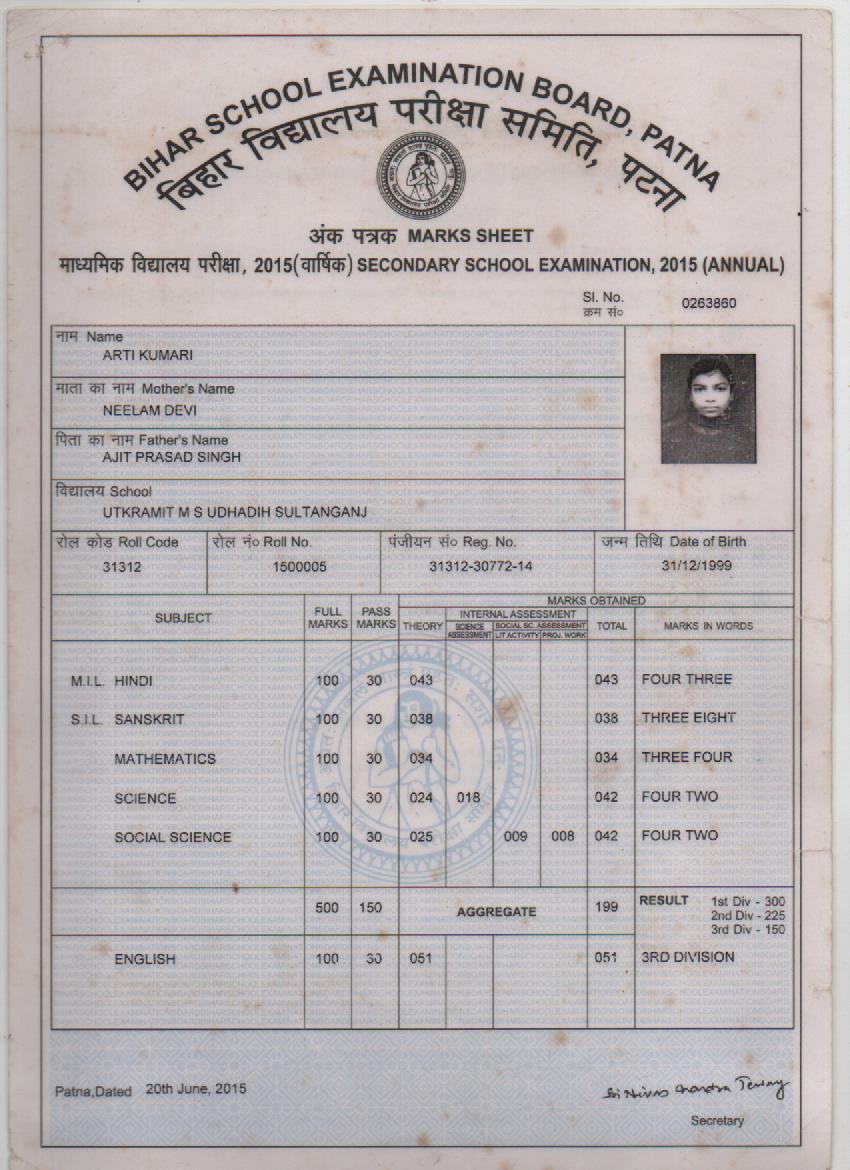 BIHAR SCHOOL EXAMINATION BOARD, PATNA
बिहार विद्यालय परीक्षा समिति, पटना
अंक पत्रक MARKS SHEET
माध्यमिक विद्यालय परीक्षा, 2015(वार्षिक) SECONDARY SCHOOL EXAMINATION, 2015 (ANNUAL)
Sl. No. 0263860
क्रम सं०
नाम Name
ARTI KUMARI
माता का नाम Mother's Name
NEELAM DEVI
पिता का नाम Father's Name
AJIT PRASAD SINGH
विद्यालय School
UTKRAMIT M S UDHADIH SULTANGANJ
रोल कोड Roll Code रोल नं० Roll No. पंजीयन सं० Reg. No. जन्म तिथि Date of Birth
31312 1500005 31312-30772-14 31/12/1999
MARKS OBTAINED
SUBJECT FULL MARKS PASS MARKS THEORY INTERNAL ASSESSMENT TOTAL MARKS IN WORDS
SCIENCE ASSESSMENT SOCIAL SC. ASSESSMENT
LIT ACTIVITY PROJ. WORK
M.I.L. HINDI 100 30 043 043 FOUR THREE
S.I.L. SANSKRIT 100 30 038 038 THREE EIGHT
MATHEMATICS 100 30 034 034 THREE FOUR
SCIENCE 100 30 024 018 042 FOUR TWO
SOCIAL SCIENCE 100 30 025 009 008 042 FOUR TWO
500 150 AGGREGATE 199 RESULT 1st Div - 300
2nd Div - 225
3rd Div - 150
ENGLISH 100 30 051 051 3RD DIVISION
Patna,Dated 20th June, 2015
Secretary